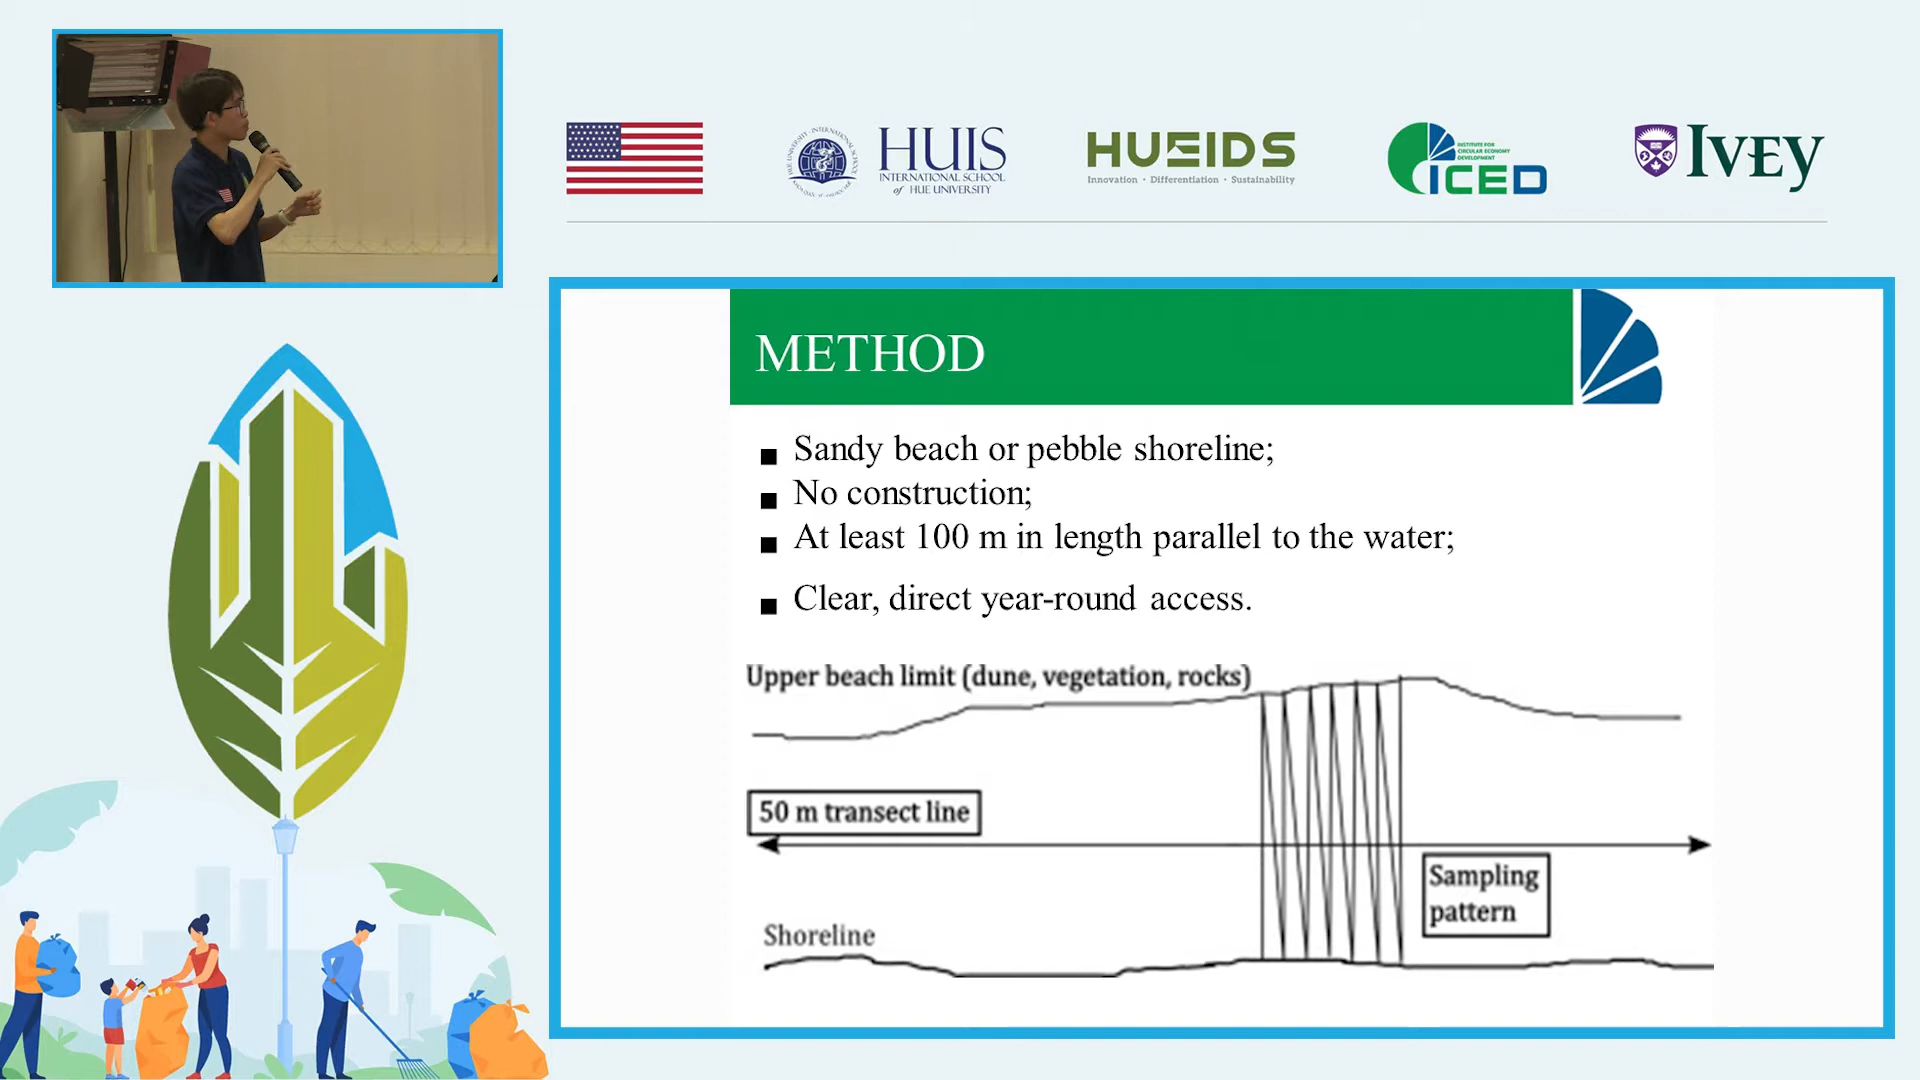 HUIS
INTERNATIONAL SCHOOL
of HUE UNIVERSITY
HUEIDS
Innovation • Differentiation • Sustainability
INSTITUTE FOR
CIRCULAR ECONOMY
DEVELOPMENT
ICED
IVEY
METHOD
■ Sandy beach or pebble shoreline;
■ No construction;
■ At least 100 m in length parallel to the water;
■ Clear, direct year-round access.
Upper beach limit (dune, vegetation, rocks)
50 m transect line
Sampling
pattern
Shoreline